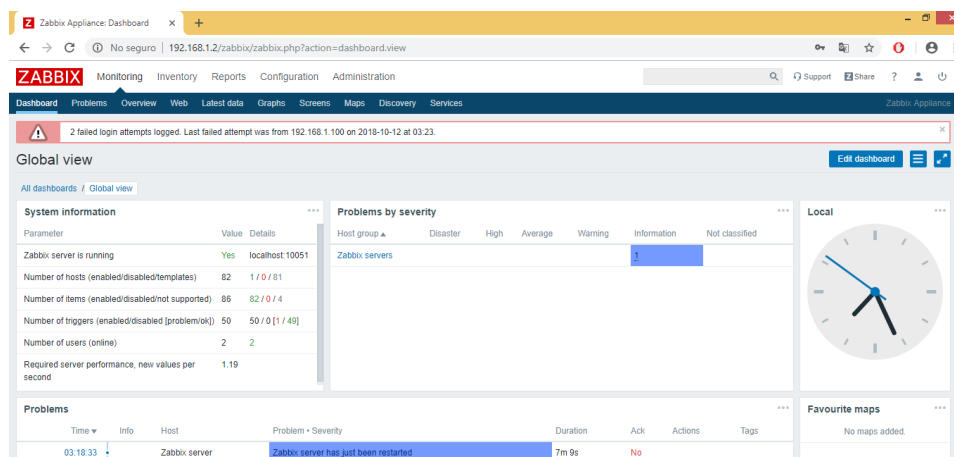 Z Zabbix Appliance: Dashboard
No seguro | 192.168.1.2/zabbix/zabbix.php?action=dashboard.view
ZABBIX Monitoring Inventory Reports Configuration Administration Support Z Share ?
Dashboard Problems Overview Web Latest data Graphs Screens Maps Discovery Services Zabbix Appliance
2 failed login attempts logged. Last failed attempt was from 192.168.1.100 on 2018-10-12 at 03:23.
Global view Edit dashboard
All dashboards / Global view
System information
Parameter Value Details
Zabbix server is running Yes localhost:10051
Number of hosts (enabled/disabled/templates) 82 1 / 0 / 81
Number of items (enabled/disabled/not supported) 86 82 / 0 / 4
Number of triggers (enabled/disabled [problem/ok]) 50 50 / 0 [1 / 49]
Number of users (online) 2 2
Required server performance, new values per 1.19
second
Problems by severity
Host group Disaster High Average Warning Information Not classified
Zabbix servers 1
Local
Problems
Time Info Host Problem • Severity Duration Ack Actions Tags
03:18:33 Zabbix server Zabbix server has just been restarted 7m 9s No
Favourite maps
No maps added.